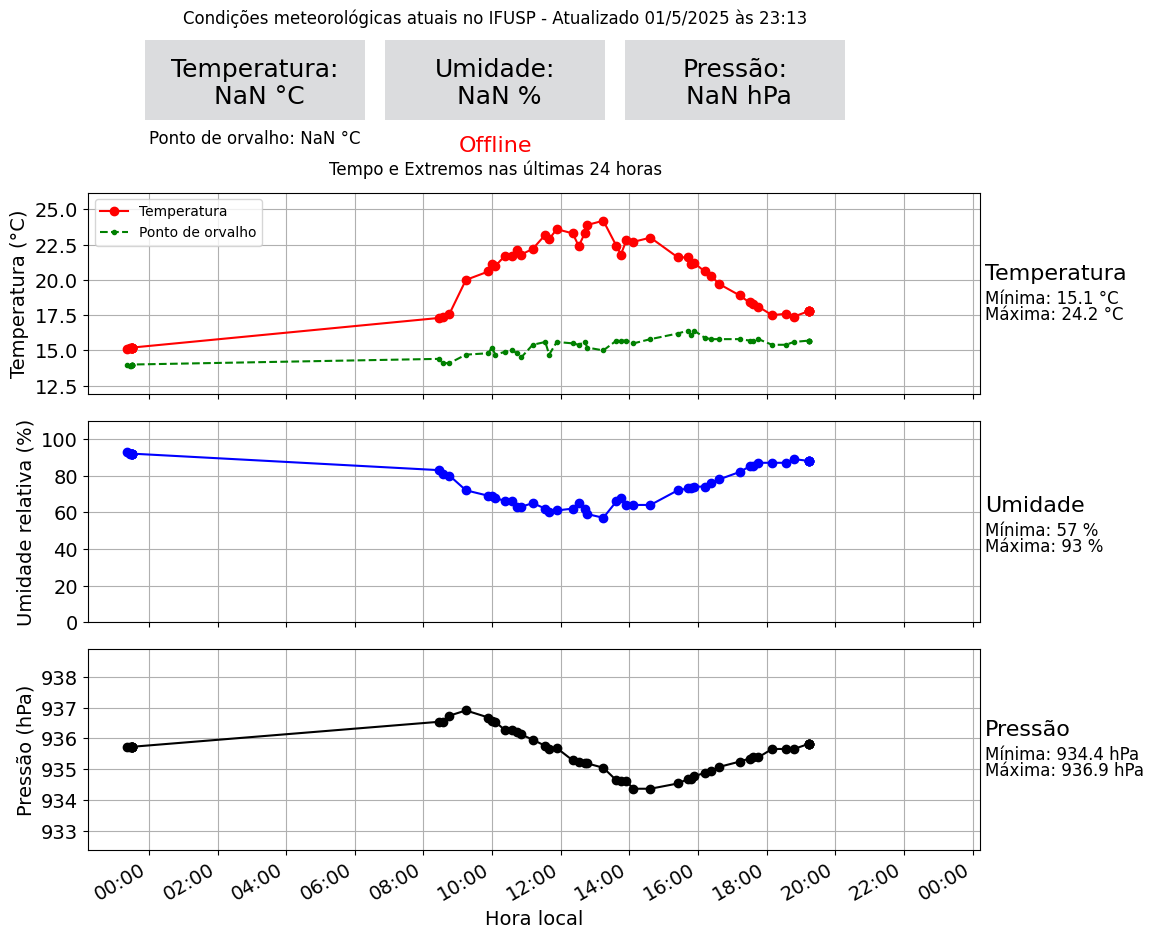 Condições meteorológicas atuais no IFUSP - Atualizado 01/5/2025 às 23:13
Temperatura:
NaN °C
Umidade:
NaN %
Pressão:
NaN hPa
Ponto de orvalho: NaN °C
Offline
Tempo e Extremos nas últimas 24 horas
Temperatura (°C)
25.0
22.5
20.0
17.5
15.0
12.5
Temperatura
Ponto de orvalho
Temperatura
Mínima: 15.1 °C
Máxima: 24.2 °C
Umidade relativa (%)
100
80
60
40
20
0
Umidade
Mínima: 57 %
Máxima: 93 %
Pressão (hPa)
938
937
936
935
934
933
Pressão
Mínima: 934.4 hPa
Máxima: 936.9 hPa
00:00
02:00
04:00
06:00
08:00
10:00
12:00
14:00
16:00
18:00
20:00
22:00
00:00
Hora local